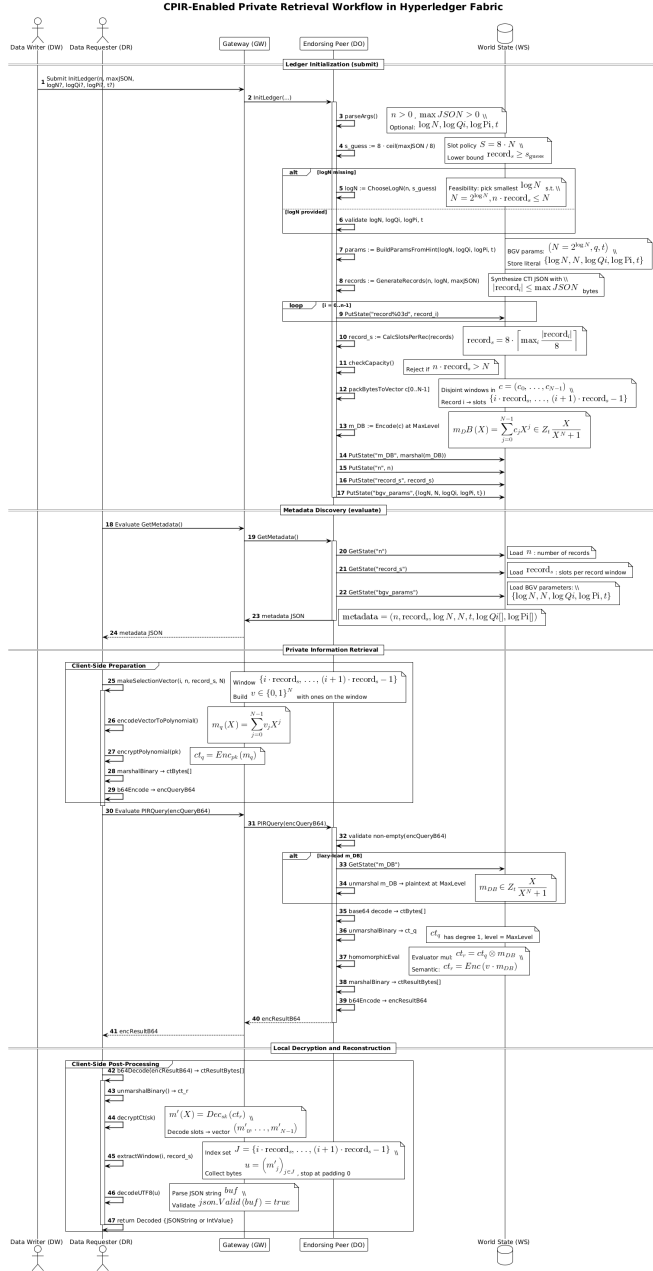 CPIR-Enabled Private Retrieval Workflow in Hyperledger Fabric
Data Writer (DW)
Data Requester (DR)
Gateway (GW)
Endorsing Peer (DO)
World State (WS)
Ledger Initialization (submit)
1 Submit InitLedger(n, maxJSON,
logN?, logQi?, logPi?, t?)
2 InitLedger(...)
3 parseArgs()
n > 0 , maxJSON > 0 \\
Optional: log N, log Qi, log Pi, t
4 s_guess := 8 · ceil(maxJSON / 8)
Slot policy S = 8 · N \\
Lower bound record_s ≥ s_guess
alt [logN missing]
5 logN := ChooseLogN(n, s_guess)
Feasibility: pick smallest log N s.t. \\
N = 2^{log N}, n · record_s ≤ N
[logN provided]
6 validate logN, logQi, logPi, t
7 params := BuildParamsFromHint(logN, logQi, logPi, t)
BGV params: (N = 2^{log N}, q, t) \\
Store literal {log N, N, log Qi, log Pi, t}
8 records := GenerateRecords(n, logN, maxJSON)
Synthesize CTI JSON with \\
|record_i| ≤ max JSON bytes
loop [i = 0..n-1]
9 PutState("record%03d", record_i)
10 record_s := CalcSlotsPerRec(records)
record_s = 8 · ⌈max_i |record_i| / 8⌉
11 checkCapacity()
Reject if n · record_s > N
12 packBytesToVector c[0..N-1]
Disjoint windows in c = (c_0, . . . , c_{N−1}) \\
Record i → slots {i · record_s, . . . , (i + 1) · record_s − 1}
13 m_DB := Encode(c) at MaxLevel
m_DB (X) = ∑_{j=0}^{N−1} c_j X^j ∈ Z_t X / X^N + 1
14 PutState("m_DB", marshal(m_DB))
15 PutState("n", n)
16 PutState("record_s", record_s)
17 PutState("bgv_params",{logN, N, logQi, logPi, t})
Metadata Discovery (evaluate)
18 Evaluate GetMetadata()
19 GetMetadata()
20 GetState("n")
Load n : number of records
21 GetState("record_s")
Load record_s : slots per record window
22 GetState("bgv_params")
Load BGV parameters: \\
{log N, N, log Qi, log Pi, t}
23 metadata JSON
metadata = (n, record_s, log N, N, t, log Qi[], log Pi[])
24 metadata JSON
Private Information Retrieval
Client-Side Preparation
25 makeSelectionVector(i, n, record_s, N)
Window {i · record_s, . . . , (i + 1) · record_s − 1}
Build v ∈ {0, 1}^N with ones on the window
26 encodeVectorToPolynomial()
m_q (X) = ∑_{j=0}^{N−1} v_j X^j
27 encryptPolynomial(pk)
ct_q = Enc_pk (m_q)
28 marshalBinary → ctBytes[]
29 b64Encode → encQueryB64
30 Evaluate PIRQuery(encQueryB64)
31 PIRQuery(encQueryB64)
32 validate non-empty(encQueryB64)
alt [lazy-load m_DB]
33 GetState("m_DB")
34 unmarshal m_DB → plaintext at MaxLevel
m_DB ∈ Z_t X / X^N + 1
35 base64 decode → ctBytes[]
36 unmarshalBinary → ct_q
ct_q has degree 1, level = MaxLevel
37 homomorphicEval
Evaluator mul: ct_r = ct_q ⊗ m_DB \\
Semantic: ct_r = Enc (v · m_DB)
38 marshalBinary → ctResultBytes[]
39 b64Encode → encResultB64
40 encResultB64
41 encResultB64
Local Decryption and Reconstruction
Client-Side Post-Processing
42 b64Decode(encResultB64) → ctResultBytes[]
43 unmarshalBinary() → ct_r
44 decryptCt(sk)
m′(X) = Dec_sk (ct_r) \\
Decode slots → vector (m′_0, . . . , m′_{N−1})
45 extractWindow(i, record_s)
Index set J = {i · record_s, . . . , (i + 1) · record_s − 1} \\
Collect bytes u = (m′_j)_{j∈J} , stop at padding 0
46 decodeUTF8(u)
Parse JSON string buf \\
Validate json.Valid (buf) = true
47 return Decoded {JSONString or IntValue}
Data Writer (DW)
Data Requester (DR)
Gateway (GW)
Endorsing Peer (DO)
World State (WS)